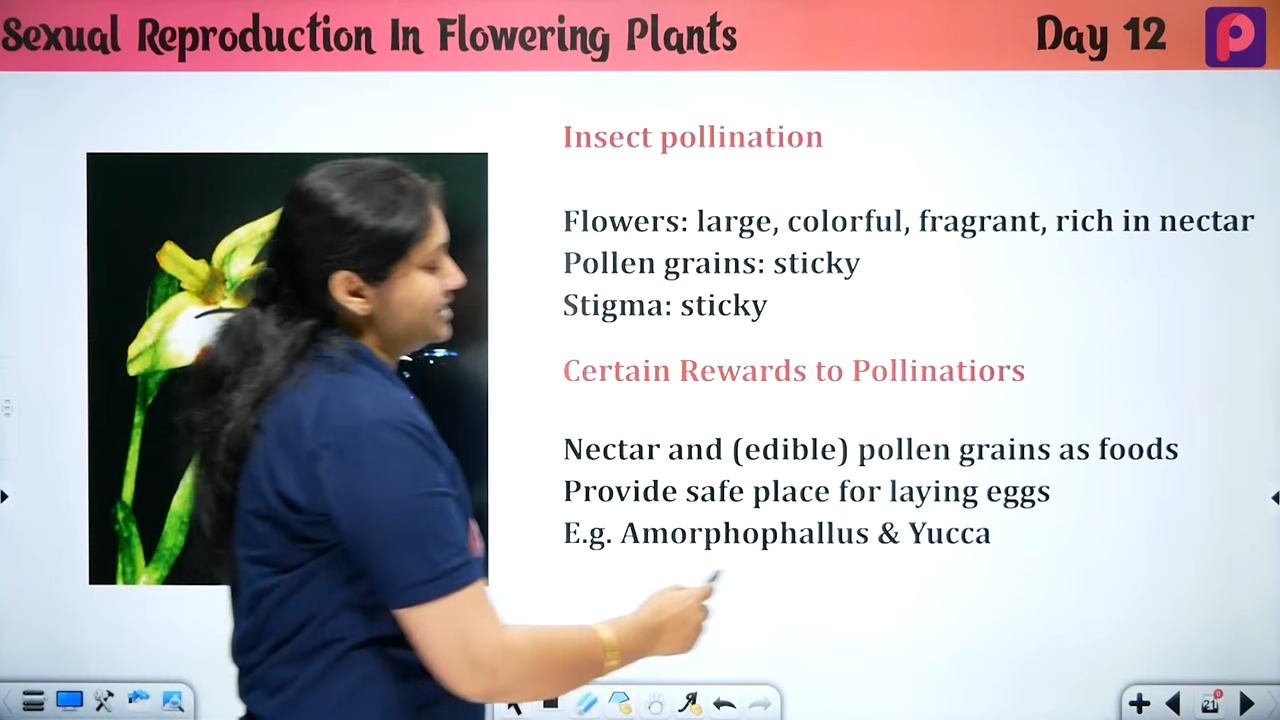 Sexual Reproduction In Flowering Plants
Day 12
Insect pollination
Flowers: large, colorful, fragrant, rich in nectar
Pollen grains: sticky
Stigma: sticky
Certain Rewards to Pollinatiors
Nectar and (edible) pollen grains as foods
Provide safe place for laying eggs
E.g. Amorphophallus & Yucca
21